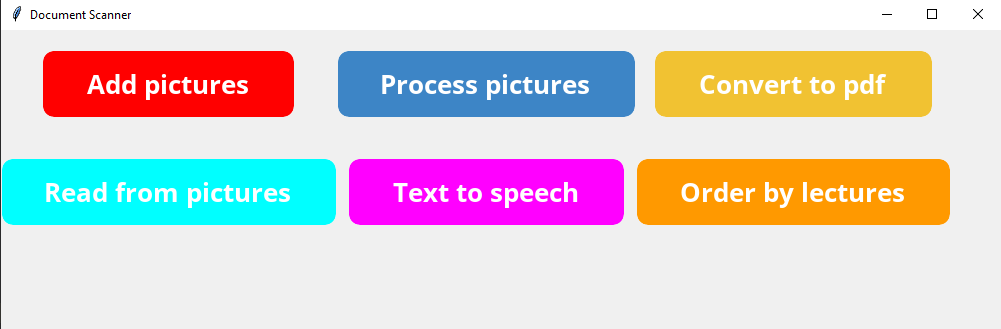 Document Scanner
Add pictures
Process pictures
Convert to pdf
Read from pictures
Text to speech
Order by lectures